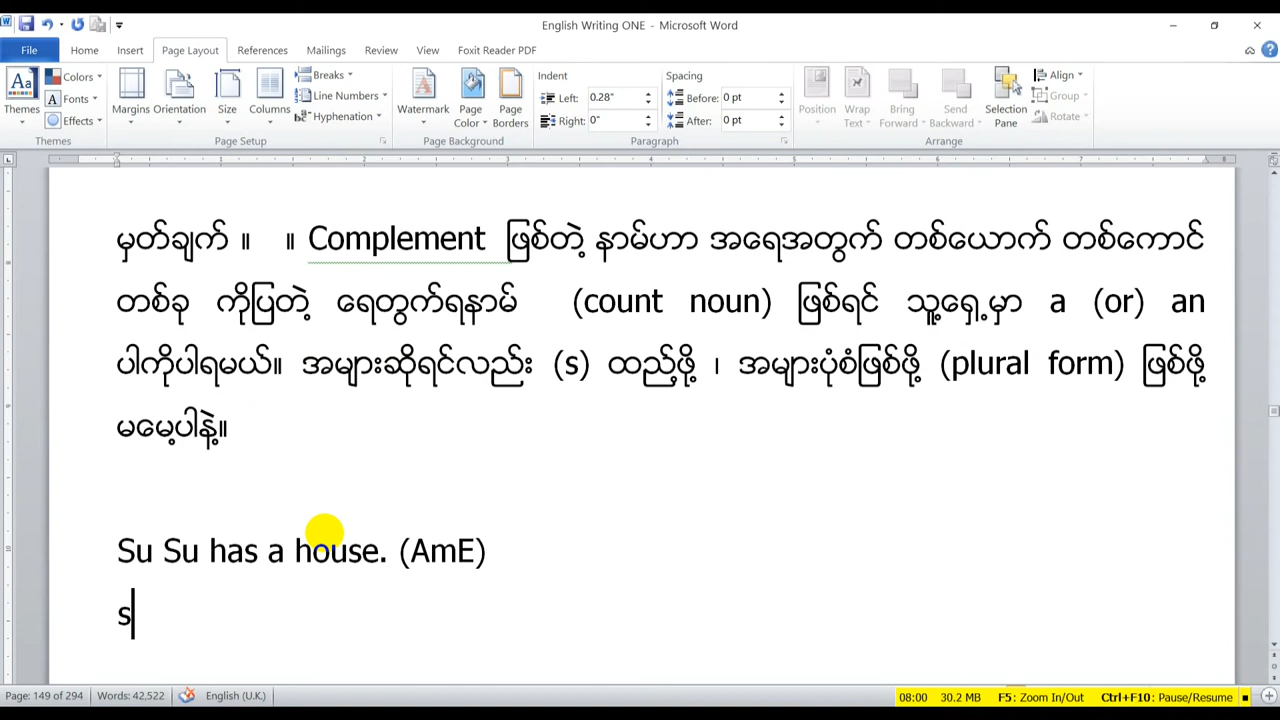 English Writing ONE - Microsoft Word
File Home Insert Page Layout References Mailings Review View Foxit Reader PDF
Themes Colors Fonts Effects Margins Orientation Size Columns Breaks Line Numbers Hyphenation Watermark Page Color Page Borders Indent Left: 0.28" Right: 0" Spacing Before: 0 pt After: 0 pt Position Wrap Text Bring Forward Send Backward Selection Pane Align Group Rotate
Themes Page Setup Page Background Paragraph Arrange
1 2 3 4 5 6 7 8
မှတ်ချက် ။ ။ Complement ဖြစ်တဲ့ နာမ်ဟာ အရေအတွက် တစ်ယောက် တစ်ကောင်
တစ်ခု ကိုပြတဲ့ ရေတွက်ရနာမ် (count noun) ဖြစ်ရင် သူ့ရှေ့မှာ a (or) an
ပါကိုပါရမယ်။ အများဆိုရင်လည်း (s) ထည့်ဖို့ ၊ အများပုံစံဖြစ်ဖို့ (plural form) ဖြစ်ဖို့
မမေ့ပါနဲ့။
Su Su has a house. (AmE)
s
Page: 149 of 294 Words: 42,522 English (U.K.) 08:00 30.2 MB F5: Zoom In/Out Ctrl+F10: Pause/Resume